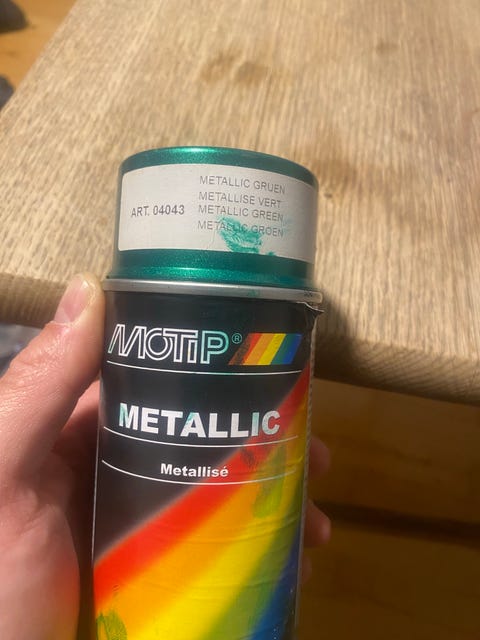 METALLIC GRUEN
METALLISE VERT
ART. 04043
METALLIC GREEN
METALLIC GROEN
MOTIP®
METALLIC
Metallisé